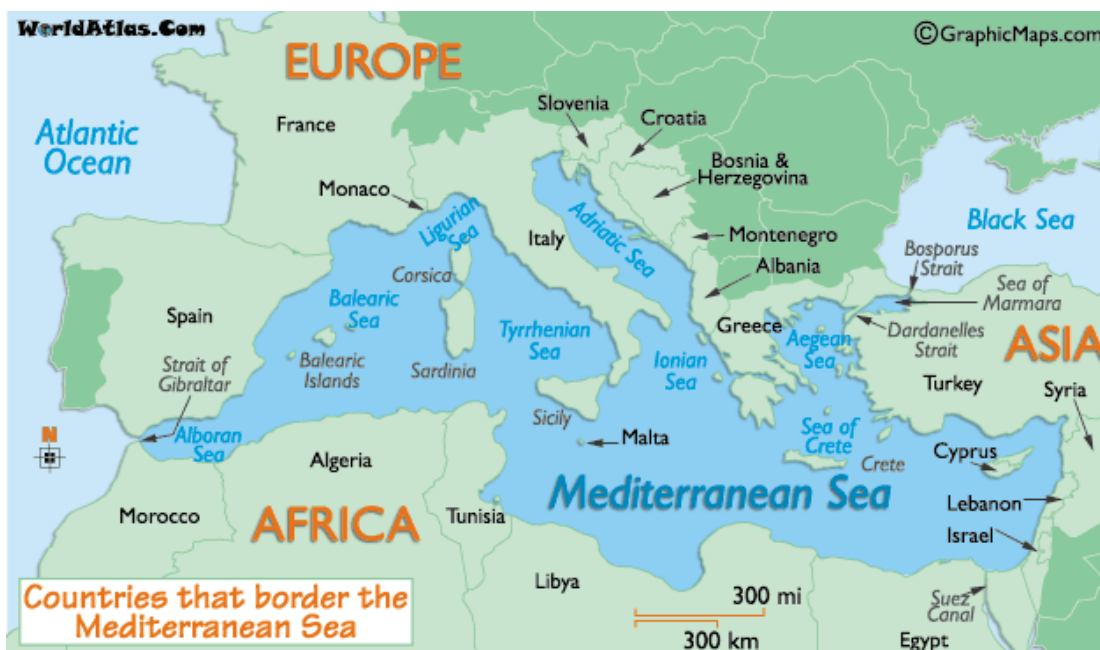 WorldAtlas.Com
©GraphicMaps.com
EUROPE
Slovenia
Croatia
France
Atlantic
Ocean
Bosnia &
Herzegovina
Monaco
Ligurian
Sea
Adriatic Sea
Black Sea
Italy
Montenegro
Bosporus
Strait
Corsica
Albania
Sea of
Marmara
Balearic
Sea
Spain
Tyrrhenian
Sea
Greece
Aegean
Sea
Dardanelles
Strait
ASIA
Ionian
Sea
Strait of
Gibraltar
Balearic
Islands
Sardinia
Turkey
Syria
Sicily
N
Alboran
Sea
Malta
Sea of
Crete
Crete
Cyprus
Algeria
Mediterranean Sea
Lebanon
Morocco
AFRICA
Tunisia
Israel
Libya
Countries that border the
Mediterranean Sea
300 mi
300 km
Suez
Canal
Egypt